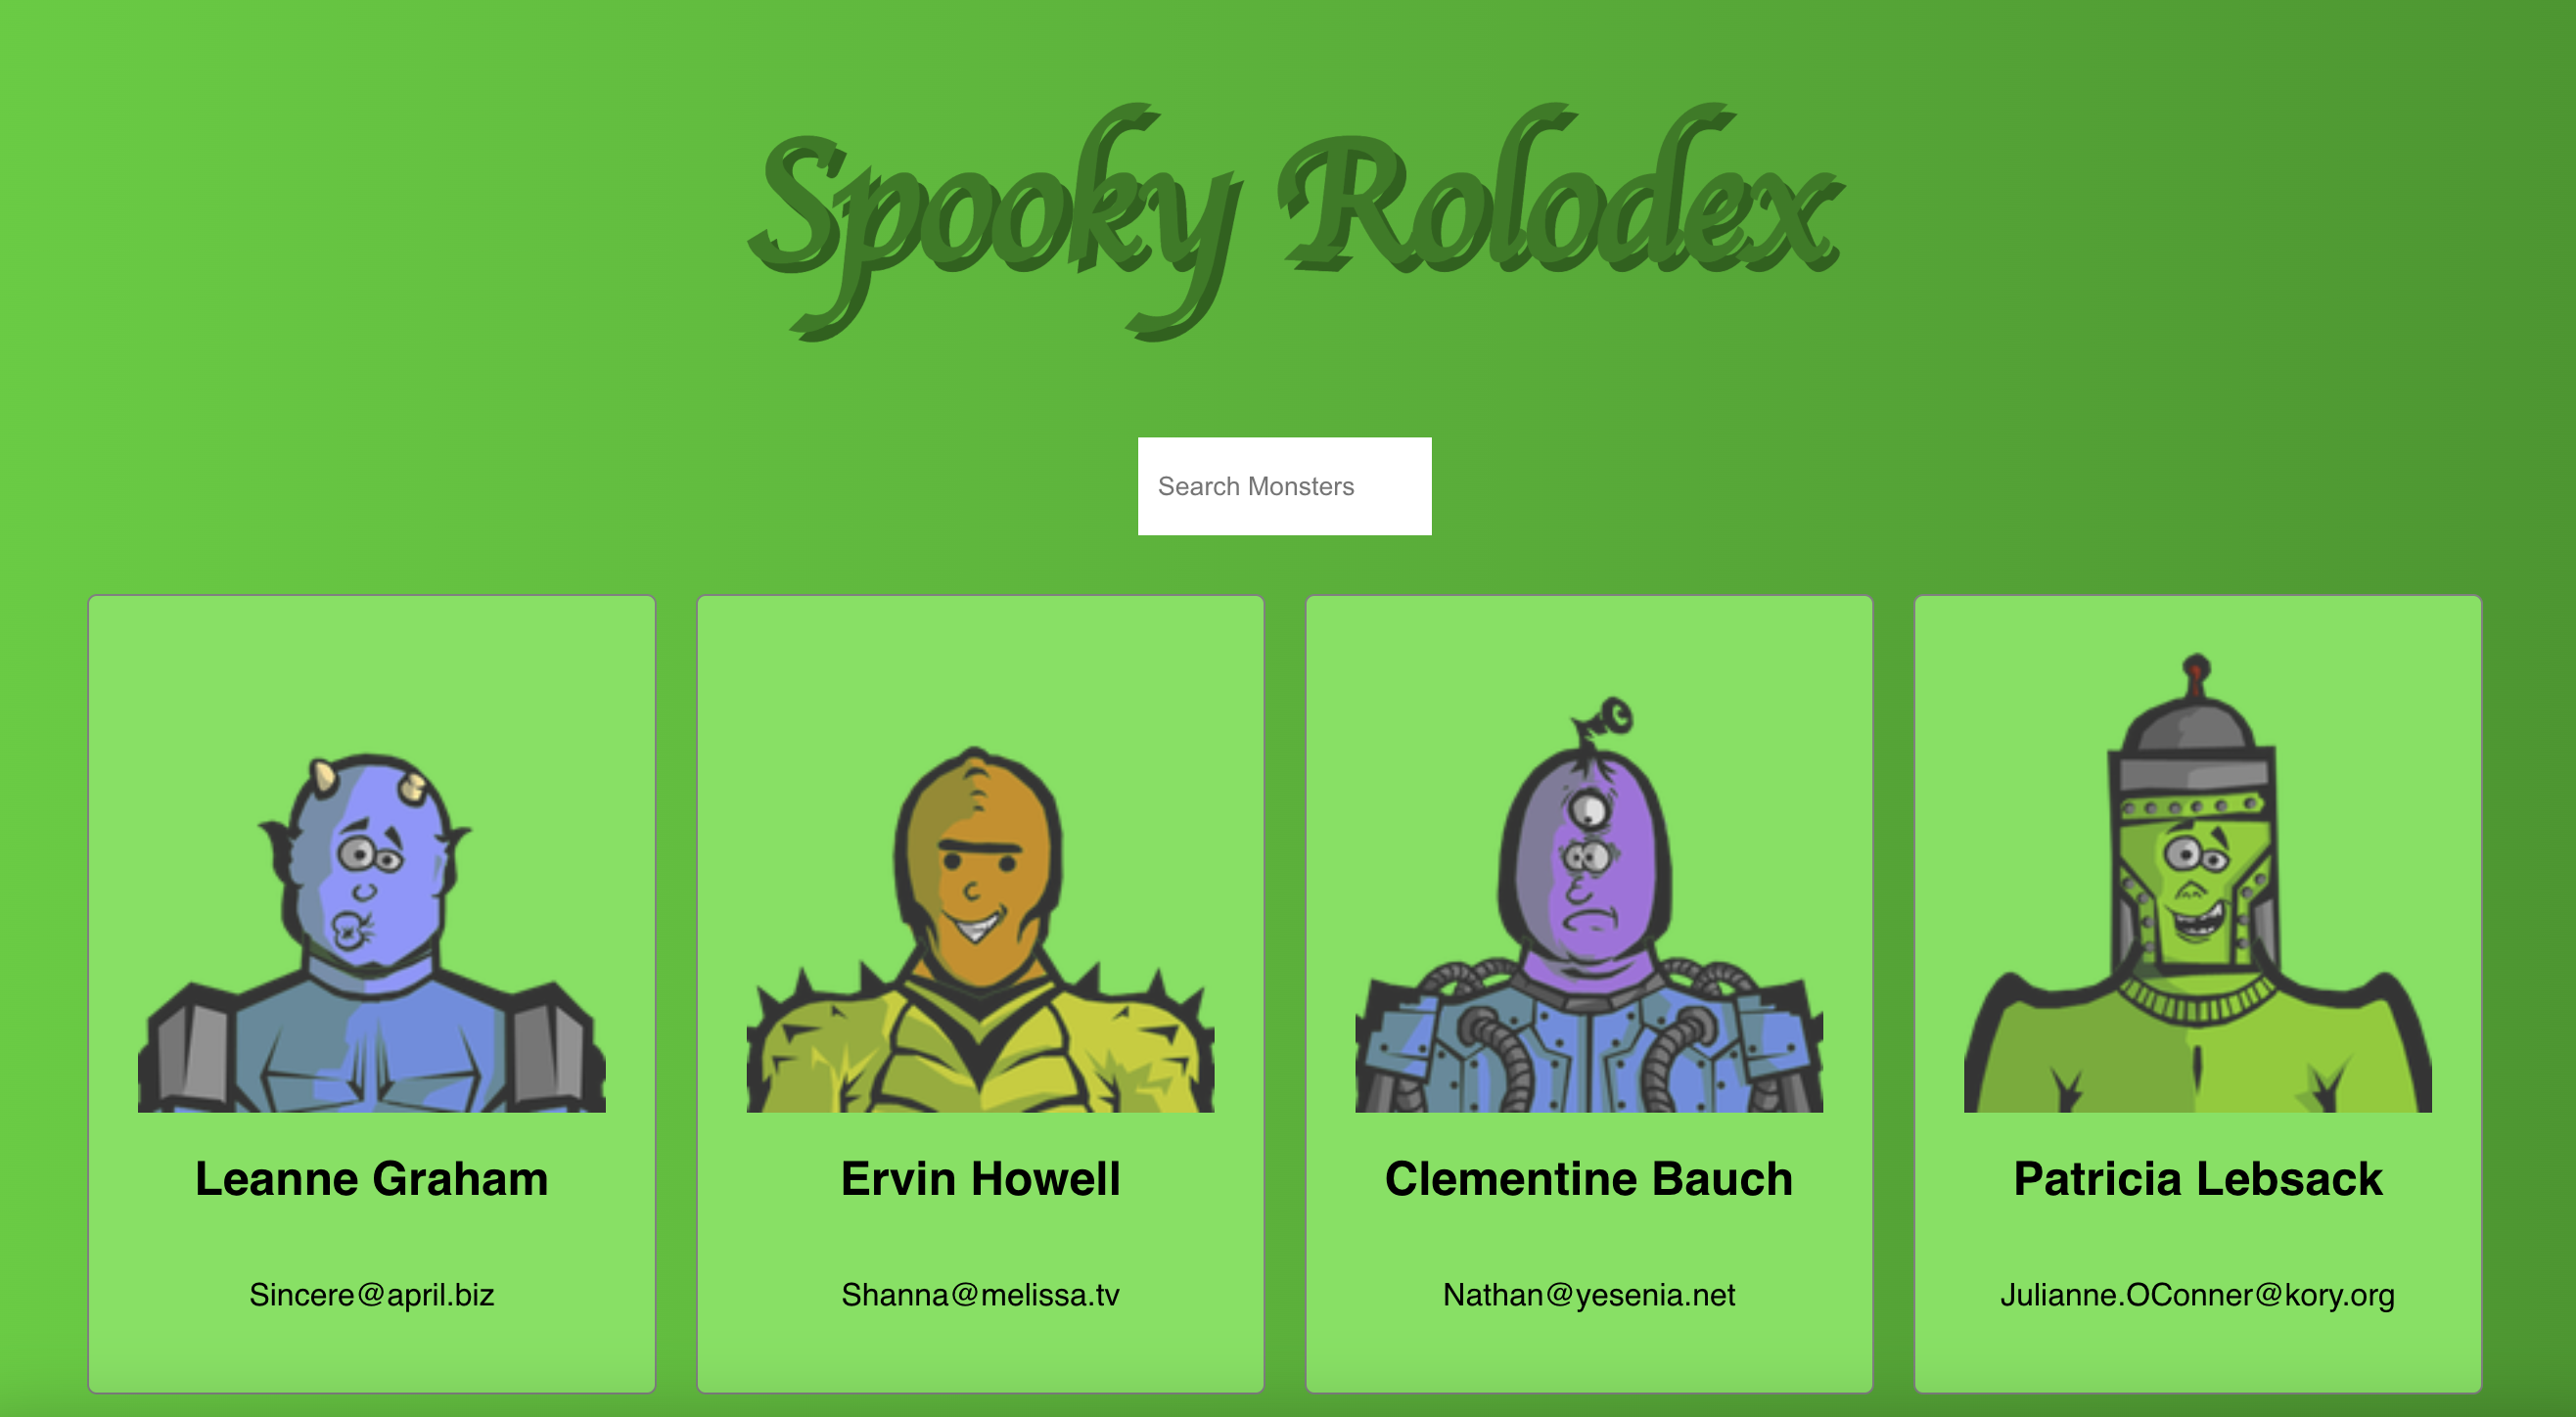 Spooky Rolodex
Search Monsters
Leanne Graham
Sincere@april.biz
Ervin Howell
Shanna@melissa.tv
Clementine Bauch
Nathan@yesenia.net
Patricia Lebsack
Julianne.OConner@kory.org